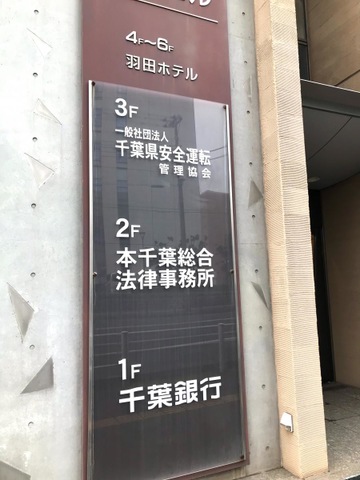 4F～6F
羽田ホテル
3F
一般社団法人
千葉県安全運転
管理協会
2F
本千葉総合
法律事務所
1F
千葉銀行